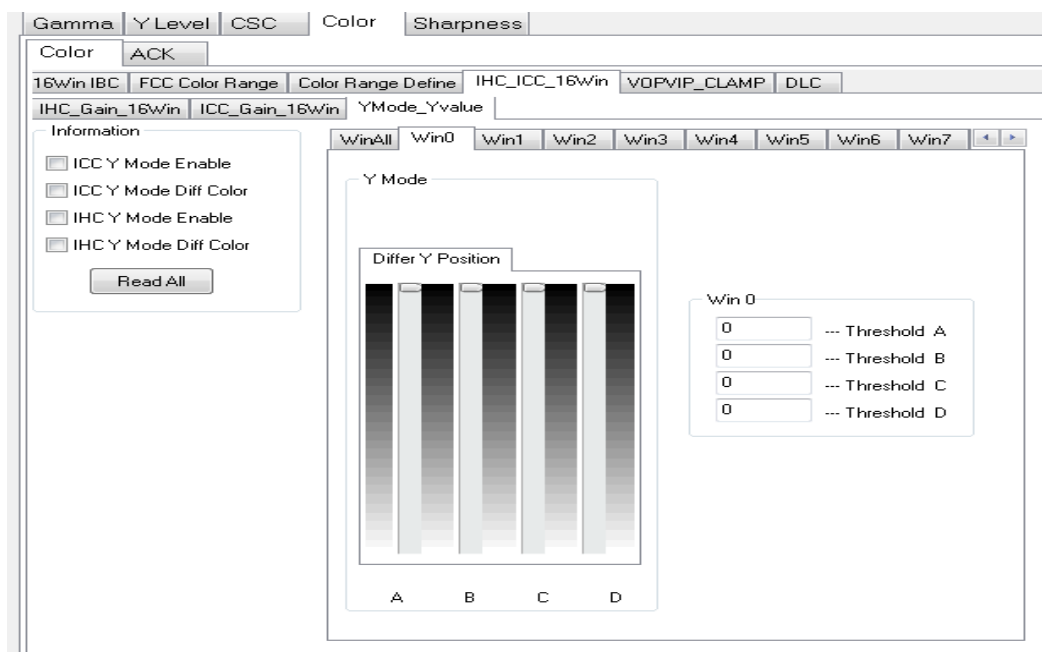 Gamma Y Level CSC Color Sharpness
Color ACK
16Win IBC FCC Color Range Color Range Define IHC_ICC_16Win VOPVIP_CLAMP DLC
IHC_Gain_16Win ICC_Gain_16Win YMode_Yvalue
Information
ICC Y Mode Enable
ICC Y Mode Diff Color
IHC Y Mode Enable
IHC Y Mode Diff Color
Read All
WinAll Win0 Win1 Win2 Win3 Win4 Win5 Win6 Win7
Y Mode
Differ Y Position
A B C D
Win 0
0 --- Threshold A
0 --- Threshold B
0 --- Threshold C
0 --- Threshold D